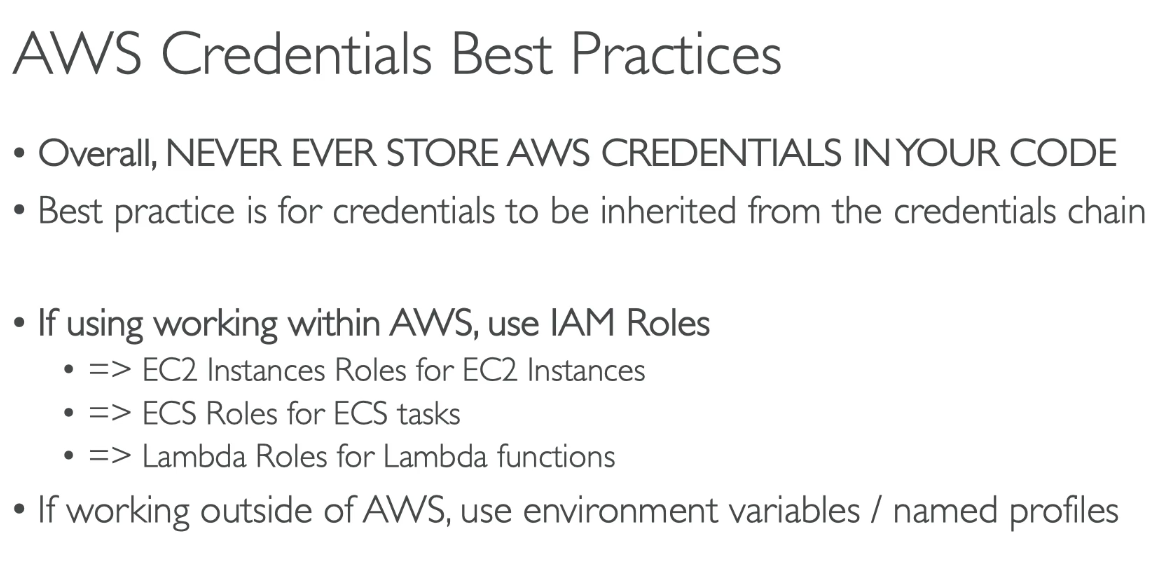 AWS Credentials Best Practices
• Overall, NEVER EVER STORE AWS CREDENTIALS IN YOUR CODE
• Best practice is for credentials to be inherited from the credentials chain
• If using working within AWS, use IAM Roles
• => EC2 Instances Roles for EC2 Instances
• => ECS Roles for ECS tasks
• => Lambda Roles for Lambda functions
• If working outside of AWS, use environment variables / named profiles